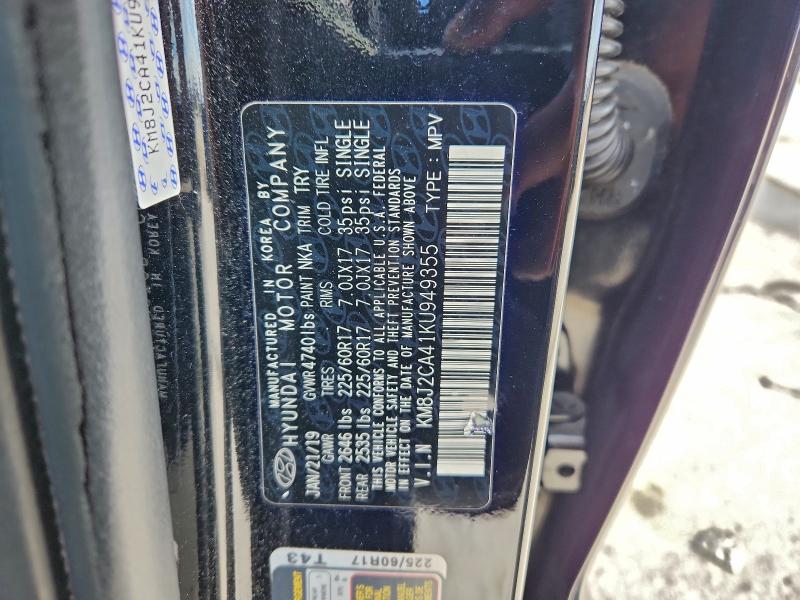 KM8J2CA41KU9
MANUFACTURED IN KOREA BY
HYUNDAI MOTOR COMPANY
JAN/21/19 GVWR 4740 lbs PAINT NKA TRIM TRY
GAWR TIRES RIMS COLD TIRE INFL
FRONT 2646 lbs 225/60R17 7.0JX17 35psi SINGLE
REAR 2535 lbs 225/60R17 7.0JX17 35psi SINGLE
THIS VEHICLE CONFORMS TO ALL APPLICABLE U.S.A. FEDERAL
MOTOR VEHICLE SAFETY AND THEFT PREVENTION STANDARDS
IN EFFECT ON THE DATE OF MANUFACTURE SHOWN ABOVE
V.I.N KM8J2CA41KU949355 TYPE : MPV
225/60R17
T43